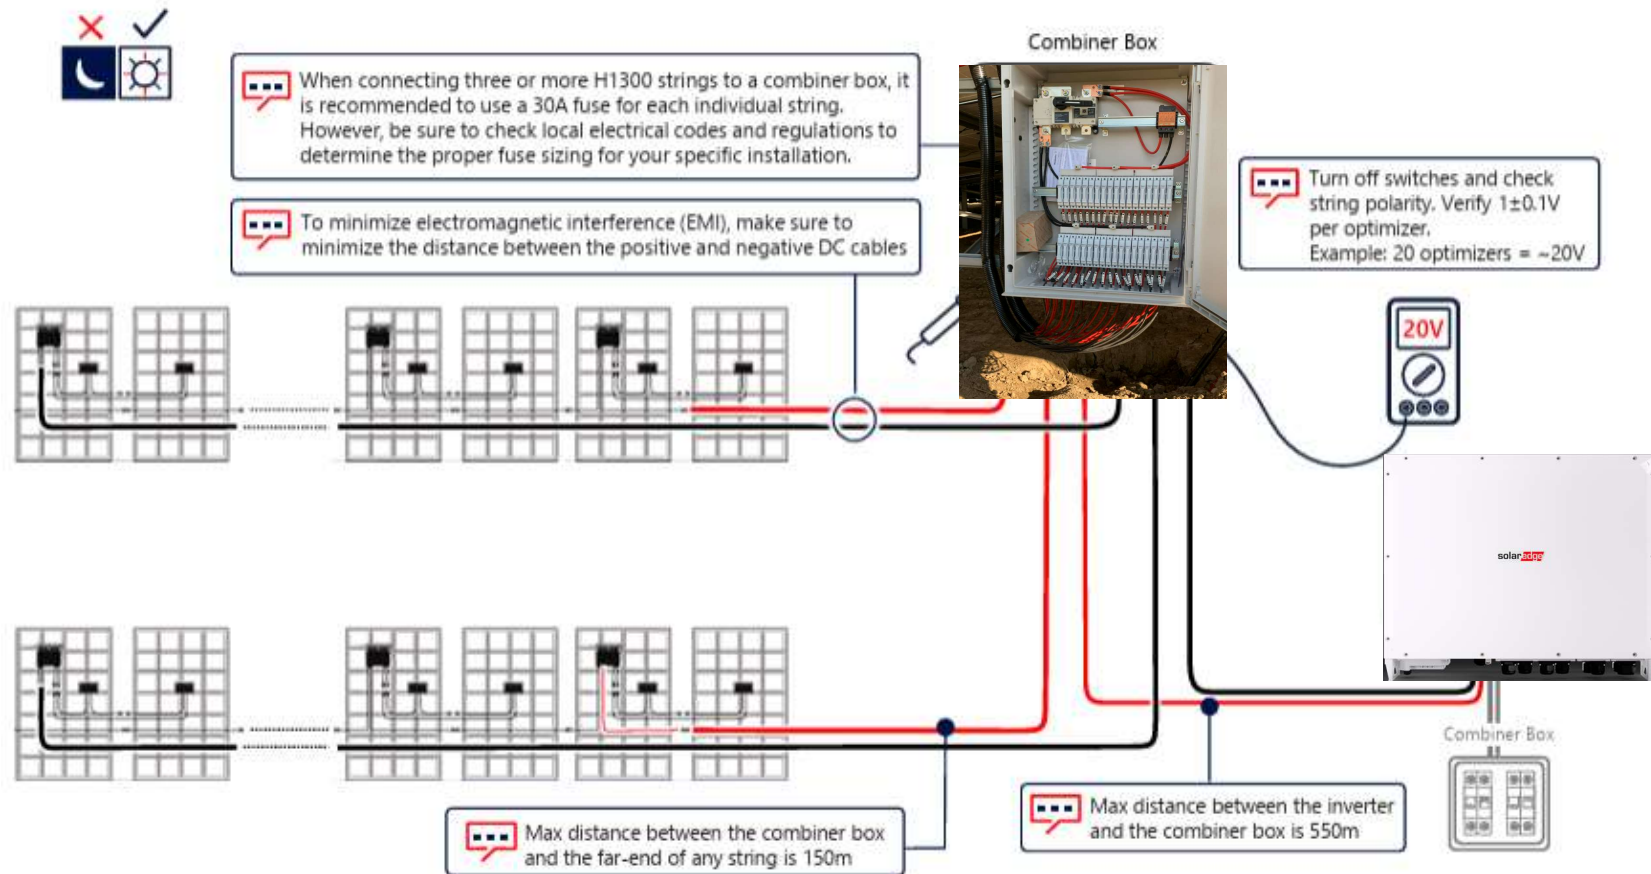 Combiner Box
When connecting three or more H1300 strings to a combiner box, it
is recommended to use a 30A fuse for each individual string.
However, be sure to check local electrical codes and regulations to
determine the proper fuse sizing for your specific installation.
To minimize electromagnetic interference (EMI), make sure to
minimize the distance between the positive and negative DC cables
Turn off switches and check
string polarity. Verify 1±0.1V
per optimizer.
Example: 20 optimizers = ~20V
20V
solaredge
Combiner Box
Max distance between the inverter
and the combiner box is 550m
Max distance between the combiner box
and the far-end of any string is 150m